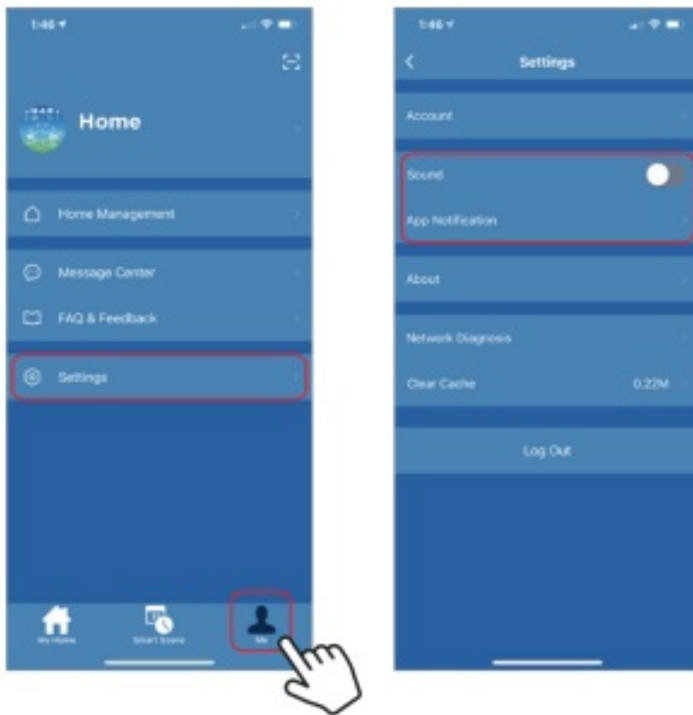 1:46
Home
Home Management
Message Center
FAQ & Feedback
Settings
My Home
Smart Scene
Me
1:46
Settings
Account
Sound
App Notification
About
Network Diagnosis
Clear Cache 0.22M
Log Out